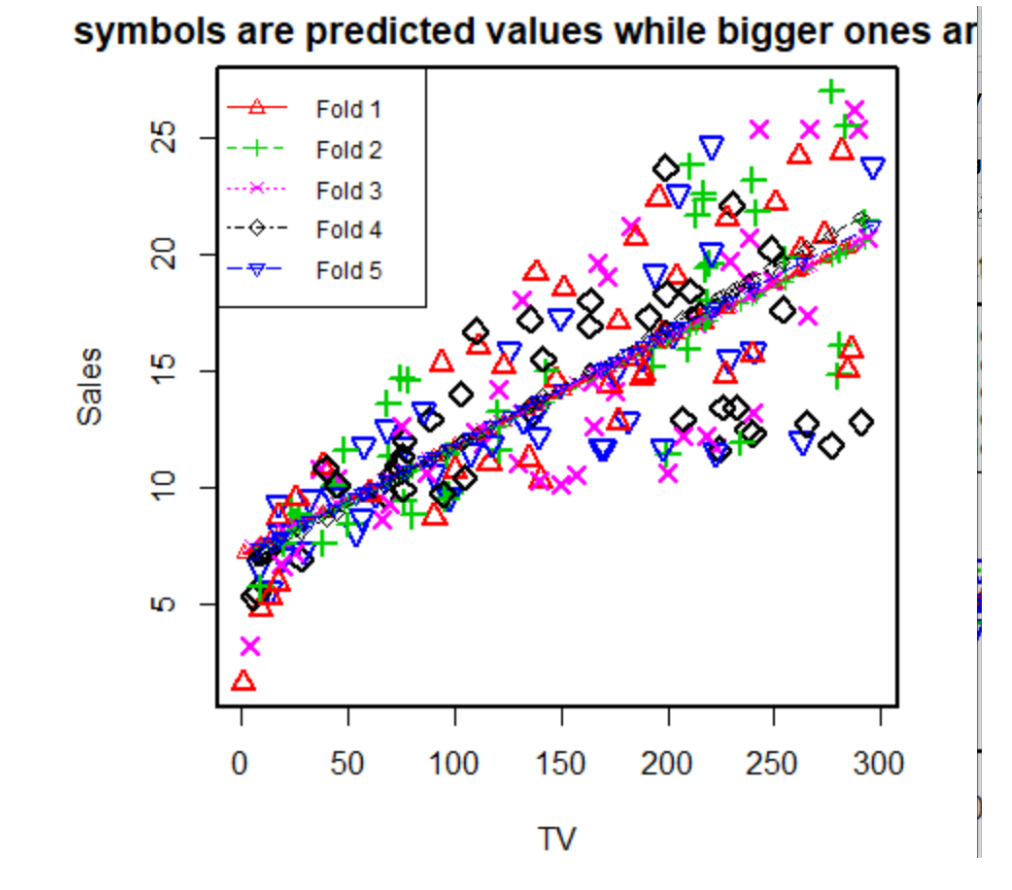 symbols are predicted values while bigger ones ar
Fold 1
Fold 2
Fold 3
Fold 4
Fold 5
25
20
15
10
5
Sales
0 50 100 150 200 250 300
TV